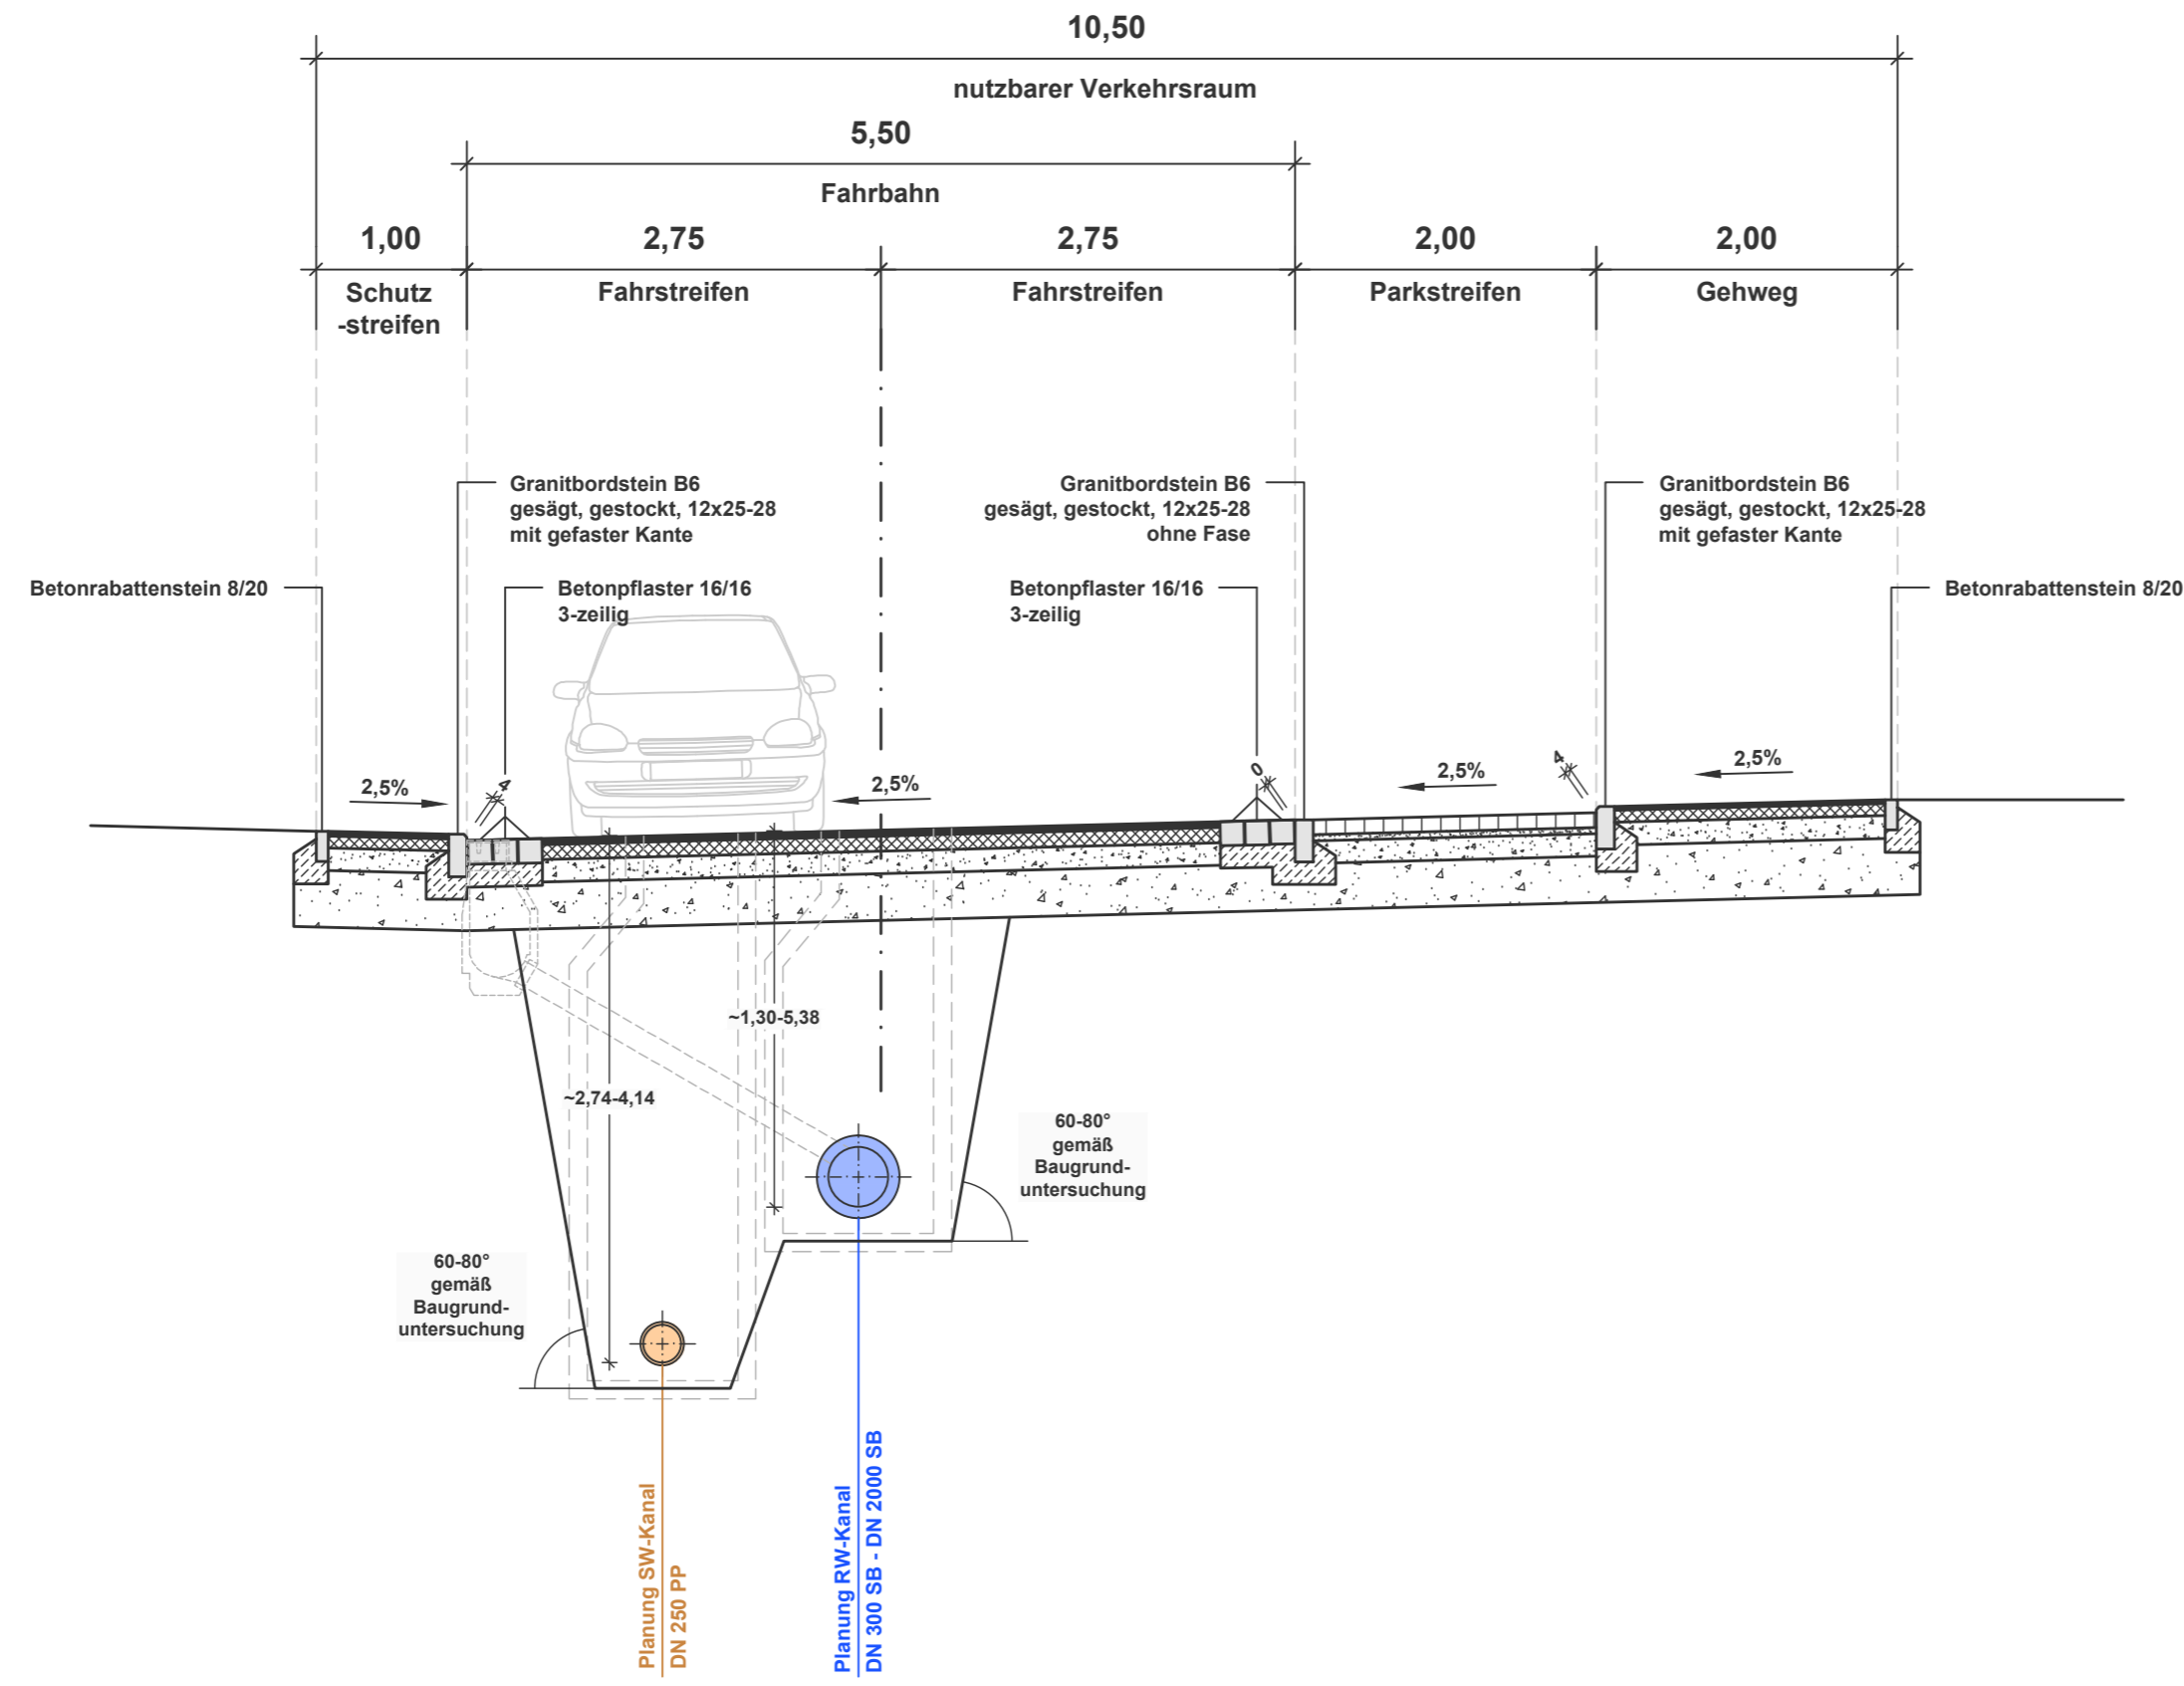 10,50
nutzbarer Verkehrsraum
5,50
Fahrbahn
1,00
2,75
2,75
2,00
2,00
Schutz
-streifen
Fahrstreifen
Fahrstreifen
Parkstreifen
Gehweg
Granitbordstein B6
gesägt, gestockt, 12x25-28
mit gefaster Kante
Granitbordstein B6
gesägt, gestockt, 12x25-28
ohne Fase
Granitbordstein B6
gesägt, gestockt, 12x25-28
mit gefaster Kante
Betonrabattenstein 8/20
Betonpflaster 16/16
3-zeilig
Betonpflaster 16/16
3-zeilig
Betonrabattenstein 8/20
2,5%
4
2,5%
0
2,5%
4
2,5%
~1,30-5,38
~2,74-4,14
60-80°
gemäß
Baugrund-
untersuchung
60-80°
gemäß
Baugrund-
untersuchung
Planung SW-Kanal
DN 250 PP
Planung RW-Kanal
DN 300 SB - DN 2000 SB